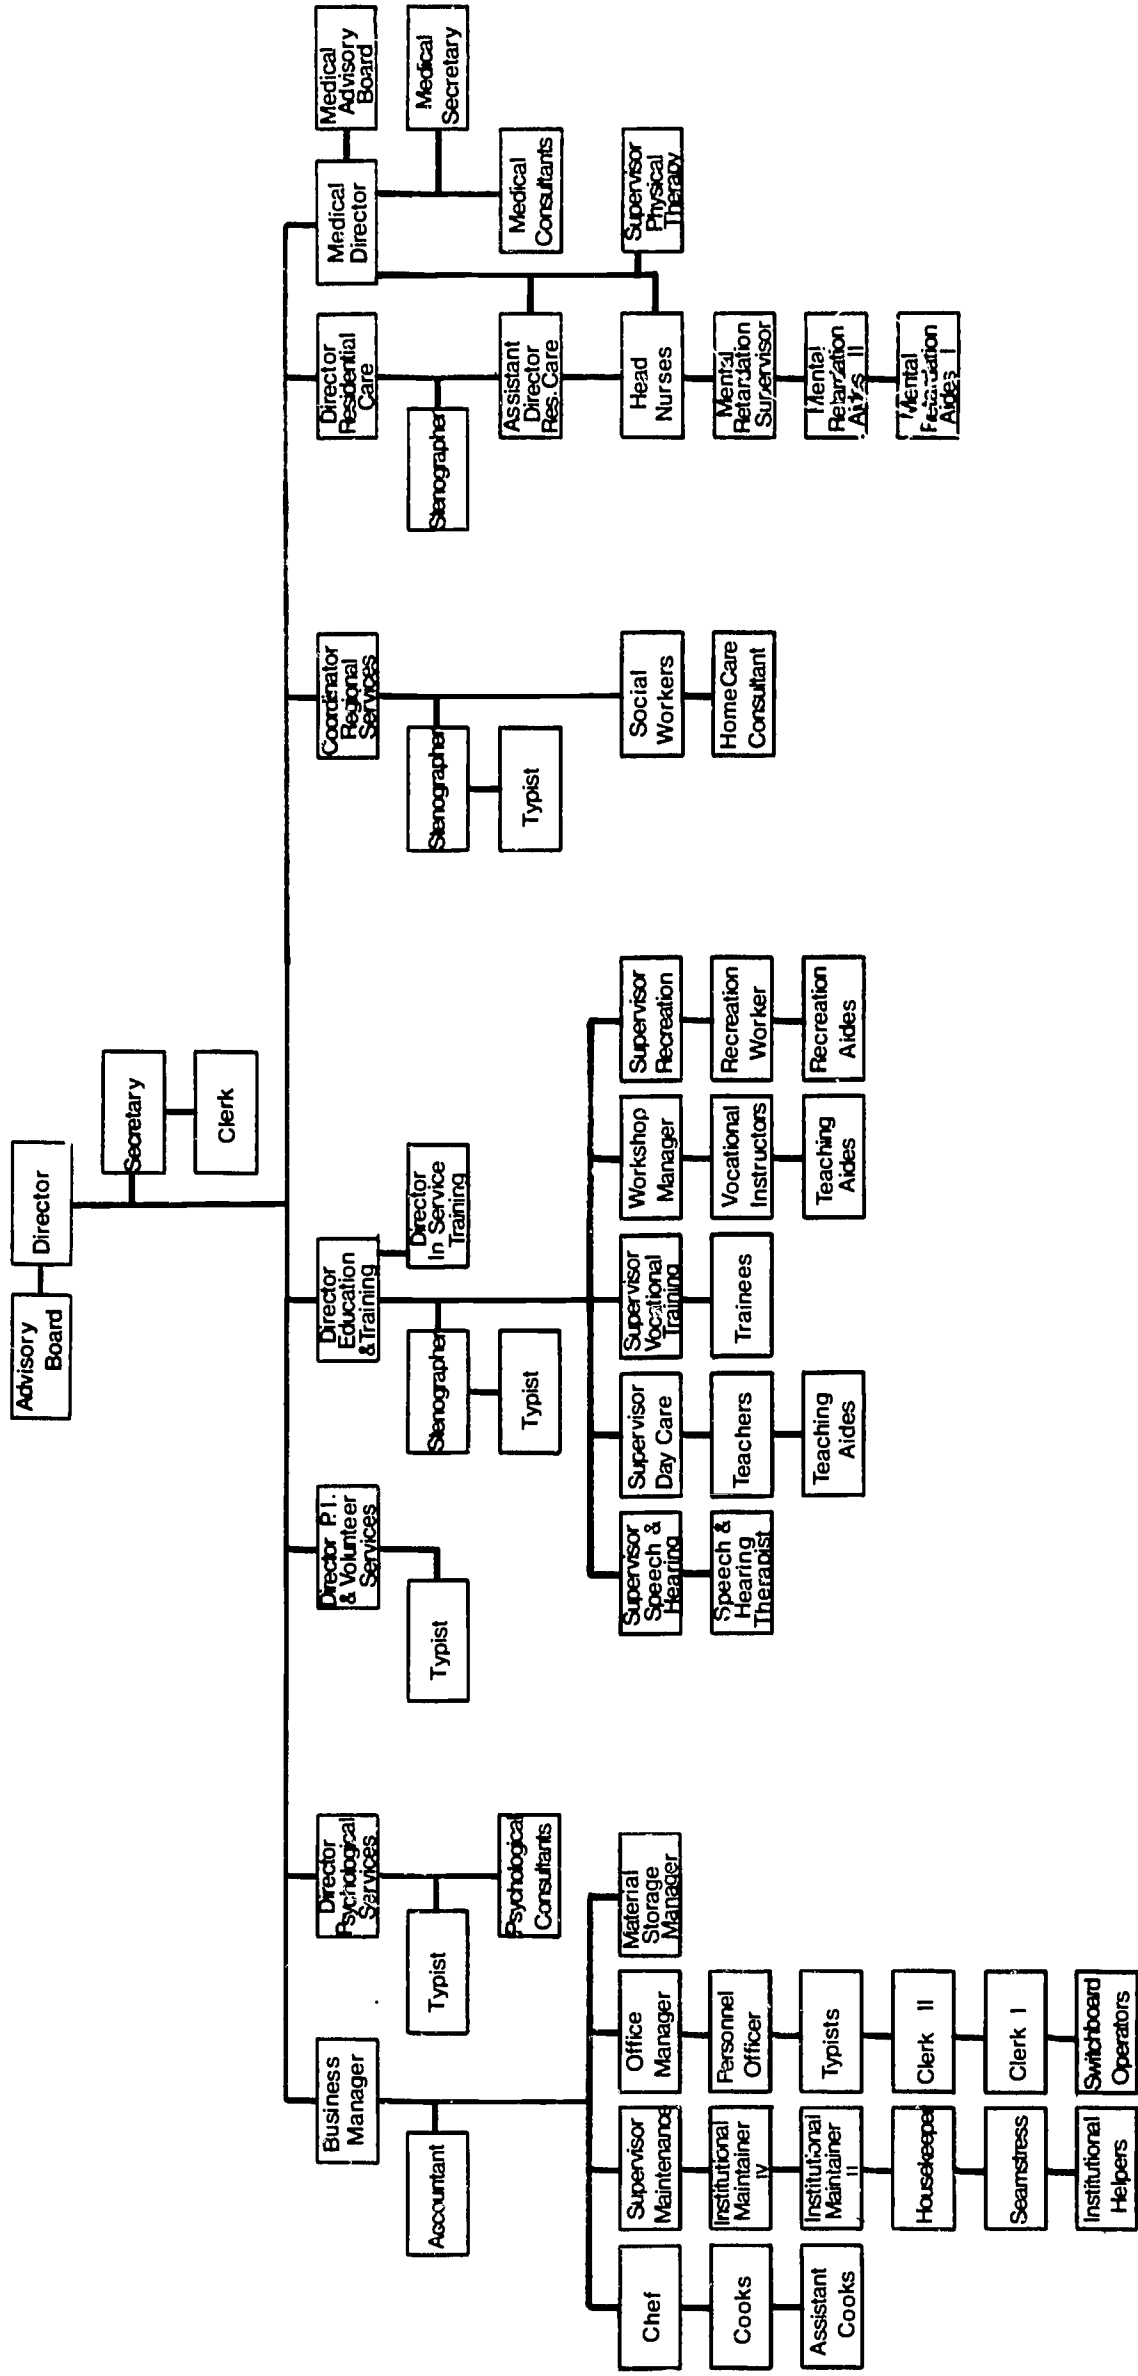 Advisory
Board
Director
Secretary
Clerk
Business
Manager
Director
Psychological
Services
Director P.I.
& Volunteer
Services
Director
Education
& Training
Coordinator
Regional
Services
Director
Residential
Care
Medical
Director
Medical
Advisory
Board
Accountant
Typist
Typist
Stenographer
Director
In Service
Training
Stenographer
Stenographer
Medical
Secretary
Psychological
Consultants
Typist
Typist
Assistant
Director
Res. Care
Medical
Consultants
Chef
Supervisor
Maintenance
Office
Manager
Material
Storage
Manager
Supervisor
Speech &
Hearing
Supervisor
Day Care
Supervisor
Vocational
Training
Workshop
Manager
Supervisor
Recreation
Social
Workers
Head
Nurses
Supervisor
Physical
Therapy
Cooks
Institutional
Maintainer
IV
Personnel
Officer
Speech &
Hearing
Therapist
Teachers
Trainees
Vocational
Instructors
Recreation
Worker
Home Care
Consultant
Mental
Retardation
Supervisor
Assistant
Cooks
Institutional
Maintainer
II
Typists
Teaching
Aides
Teaching
Aides
Recreation
Aides
Mental
Retardation
Aides II
Housekeeper
Clerk II
Mental
Retardation
Aides I
Seamstress
Clerk I
Institutional
Helpers
Switchboard
Operators